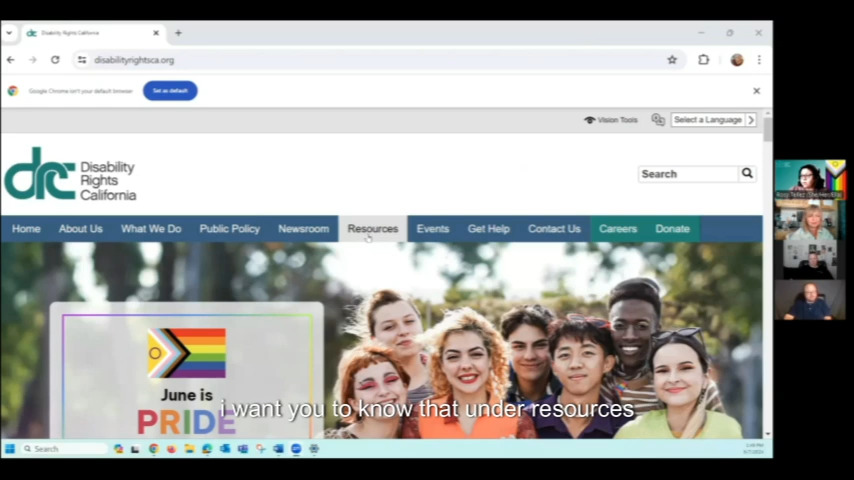 Disability Rights California
disabilityrightsca.org
Google Chrome isn't your default browser
Set as default
Vision Tools
Select a Language
drc
Disability
Rights
California
Search
Home About Us What We Do Public Policy Newsroom Resources Events Get Help Contact Us Careers Donate
June is
PRIDE
i want you to know that under resources
Search